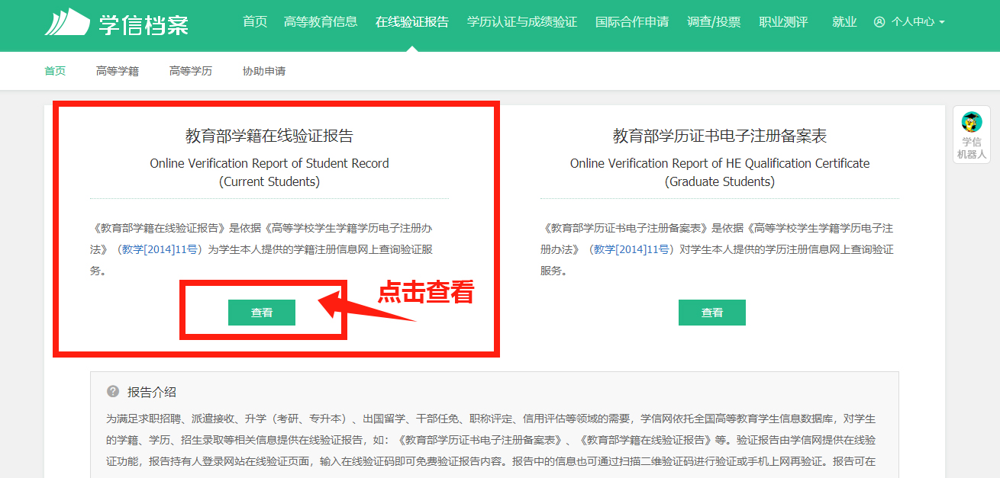 学信档案
首页 高等教育信息 在线验证报告 学历认证与成绩验证 国际合作申请 调查/投票 职业测评 就业 个人中心
首页 高等学籍 高等学历 协助申请
教育部学籍在线验证报告
Online Verification Report of Student Record
(Current Students)
《教育部学籍在线验证报告》是依据《高等学校学生学籍学历电子注册办
法》（教学[2014]11号）为学生本人提供的学籍注册信息网上查询验证服
务。
查看
点击查看
教育部学历证书电子注册备案表
Online Verification Report of HE Qualification Certificate
(Graduate Students)
《教育部学历证书电子注册备案表》是依据《高等学校学生学籍学历电子注
册办法》（教学[2014]11号）对学生本人提供的学历注册信息网上查询验证
服务。
查看
学信
机器人
? 报告介绍
为满足求职招聘、派遣接收、升学（考研、专升本）、出国留学、干部任免、职称评定、信用评估等领域的需要，学信网依托全国高等教育学生信息数据库，对学生
的学籍、学历、招生录取等相关信息提供在线验证报告，如：《教育部学历证书电子注册备案表》、《教育部学籍在线验证报告》等。验证报告由学信网提供在线验
证功能，报告持有人登录网站在线验证页面，输入在线验证码即可免费验证报告内容。报告中的信息也可通过扫描二维验证码进行验证或手机上网再验证。报告可在